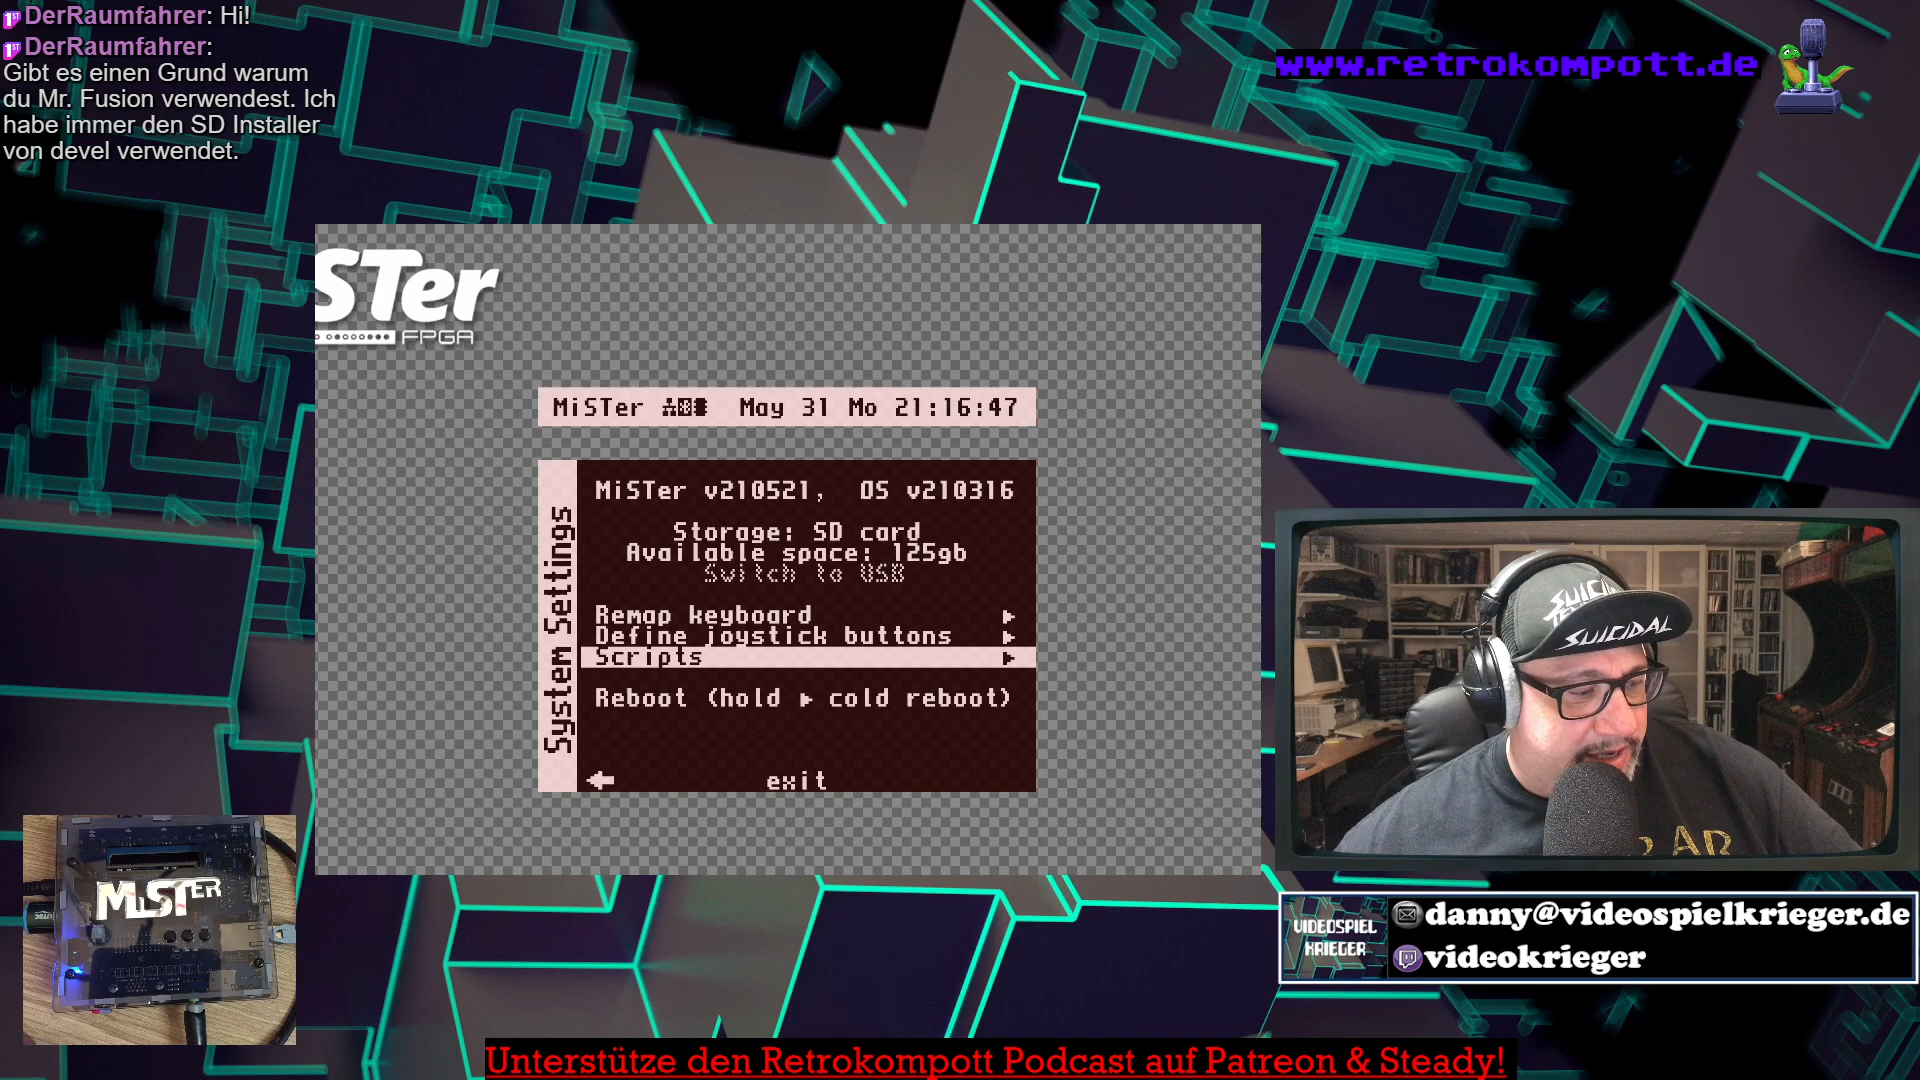 DerRaumfahrer: Hi!
DerRaumfahrer:
Gibt es einen Grund warum
du Mr. Fusion verwendest. Ich
habe immer den SD Installer
von devel verwendet.
www.retrokompott.de
STer
FPGA
MiSTer May 31 Mo 21:16:47
System Settings
MiSTer v210521, OS v210316
Storage: SD card
Available space: 125gb
Switch to USB
Remap keyboard
Define joystick buttons
Scripts
Reboot (hold ▶ cold reboot)
exit
SUICIDAL
MiSTER
VIDEOSPIEL
KRIEGER
danny@videospielkrieger.de
videokrieger
Unterstütze den Retrokompott Podcast auf Patreon & Steady!